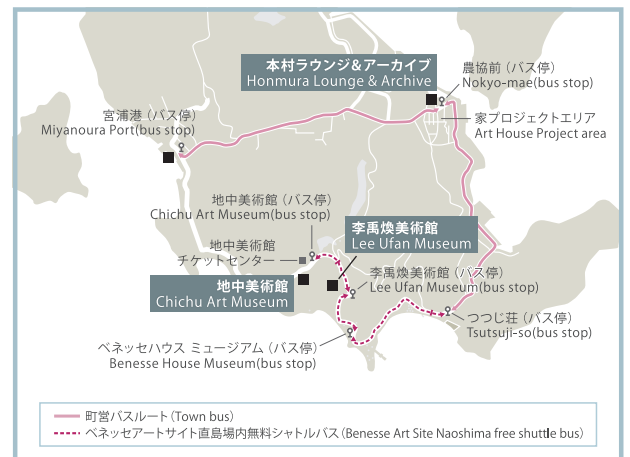 本村ラウンジ&アーカイブ
Honmura Lounge & Archive
農協前（バス停）
Nokyo-mae(bus stop)
宮浦港（バス停）
Miyanoura Port(bus stop)
家プロジェクトエリア
Art House Project area
地中美術館（バス停）
Chichu Art Museum(bus stop)
李禹煥美術館
Lee Ufan Museum
地中美術館
チケットセンター
李禹煥美術館（バス停）
Lee Ufan Museum(bus stop)
地中美術館
Chichu Art Museum
つつじ荘（バス停）
Tsutsuji-so(bus stop)
ベネッセハウス ミュージアム（バス停）
Benesse House Museum(bus stop)
町営バスルート(Town bus)
ベネッセアートサイト直島場内無料シャトルバス(Benesse Art Site Naoshima free shuttle bus)